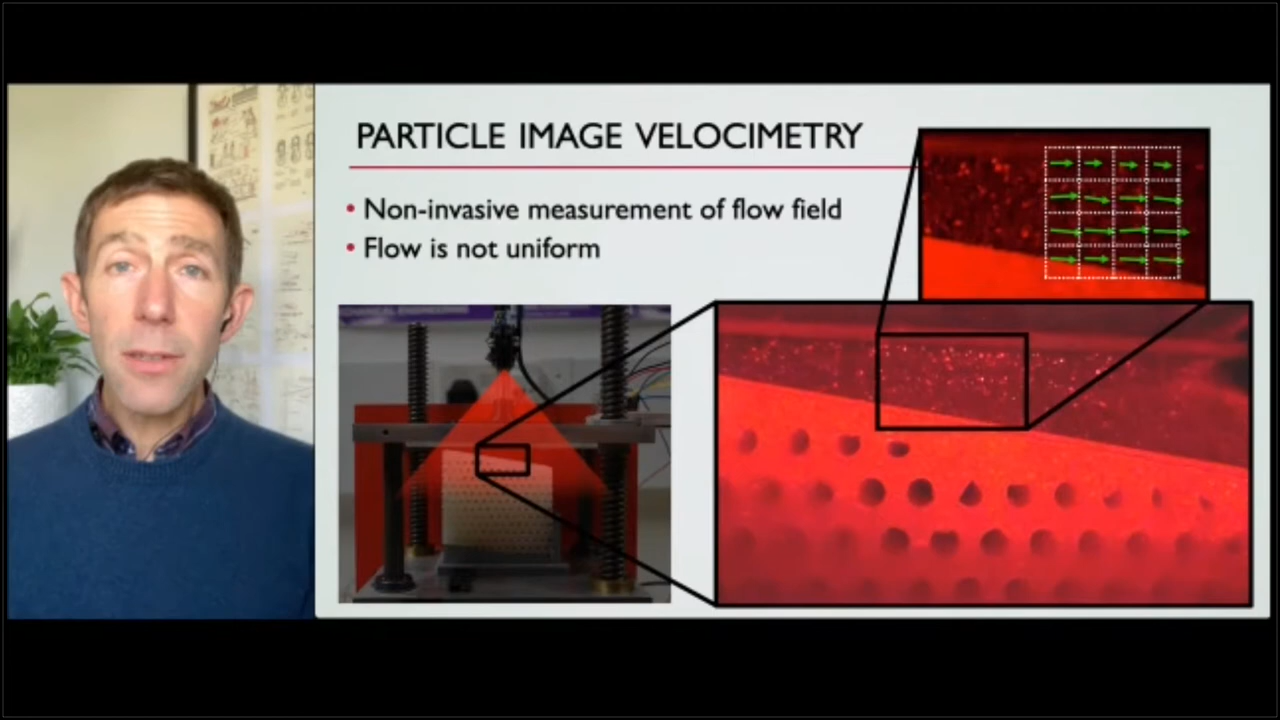 PARTICLE IMAGE VELOCIMETRY
• Non-invasive measurement of flow field
• Flow is not uniform